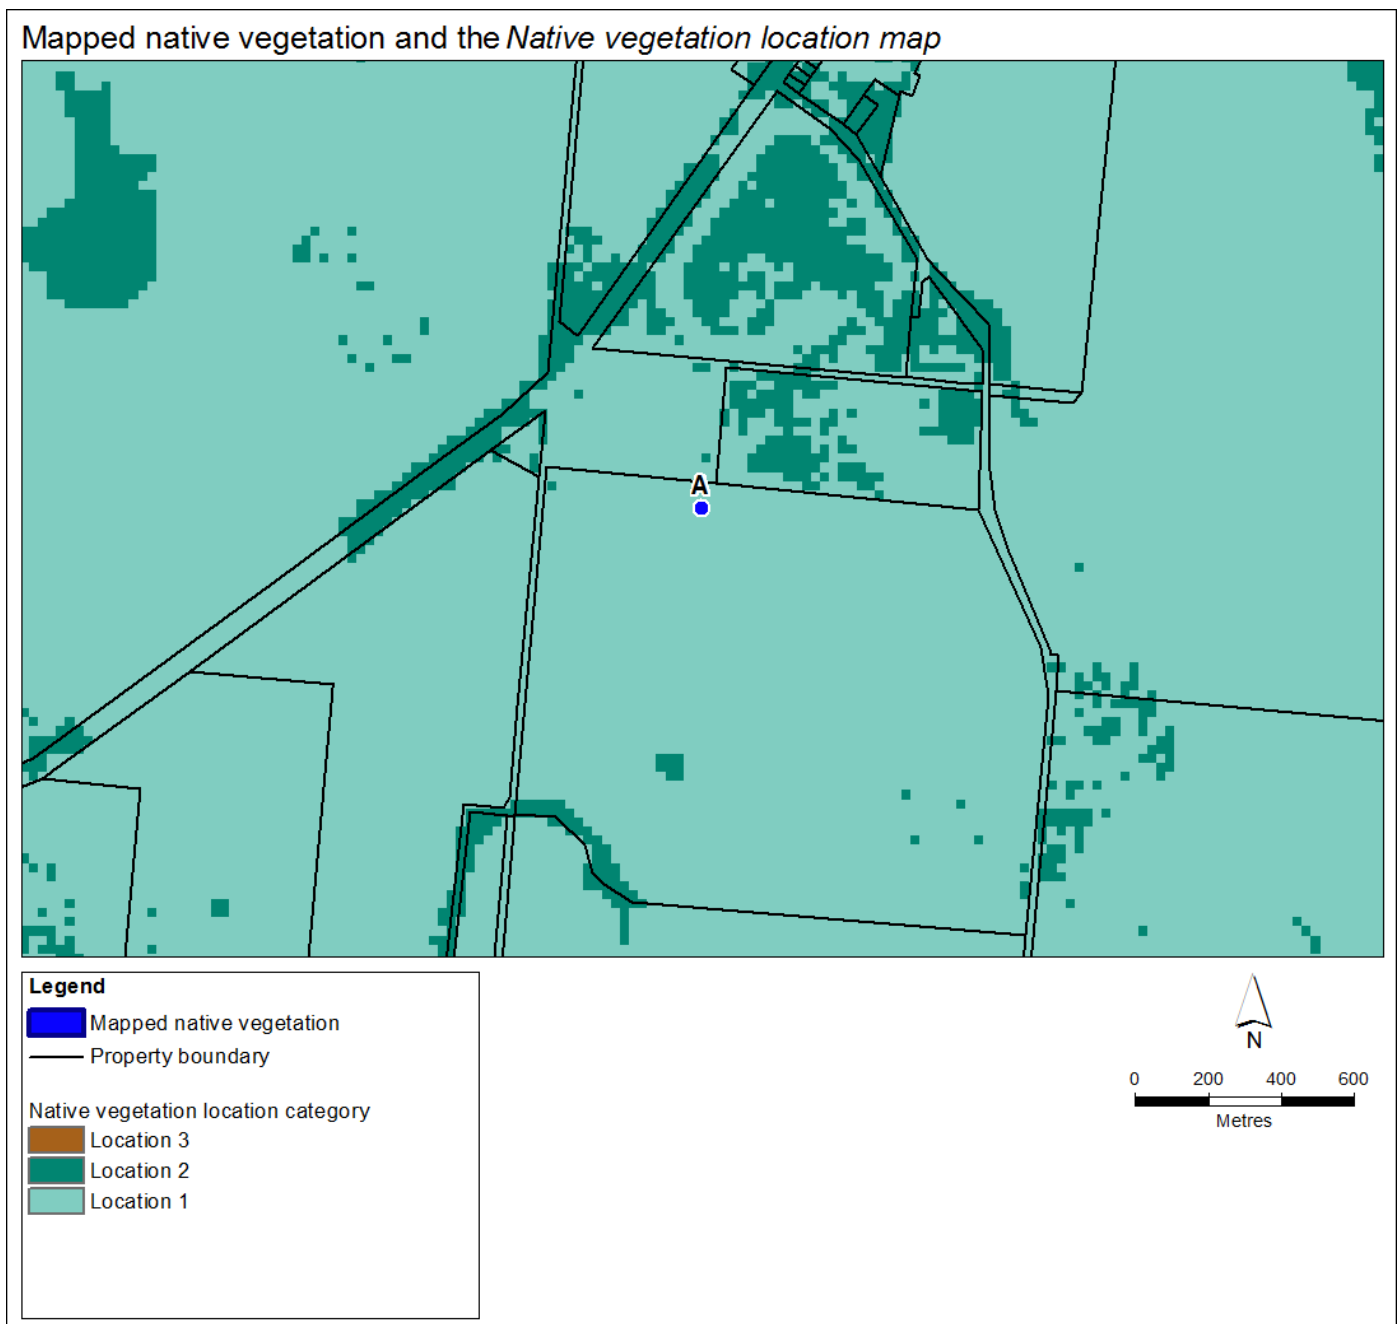 Mapped native vegetation and the Native vegetation location map
A
Legend
Mapped native vegetation
Property boundary
Native vegetation location category
Location 3
Location 2
Location 1
N
0 200 400 600
Metres